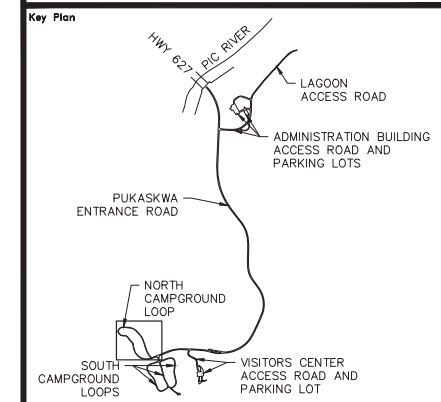 Key Plan
HWY 627
PIC RIVER
LAGOON
ACCESS ROAD
ADMINISTRATION BUILDING
ACCESS ROAD AND
PARKING LOTS
PUKASKWA
ENTRANCE ROAD
NORTH
CAMPGROUND
LOOP
SOUTH
CAMPGROUND
LOOPS
VISITORS CENTER
ACCESS ROAD AND
PARKING LOT